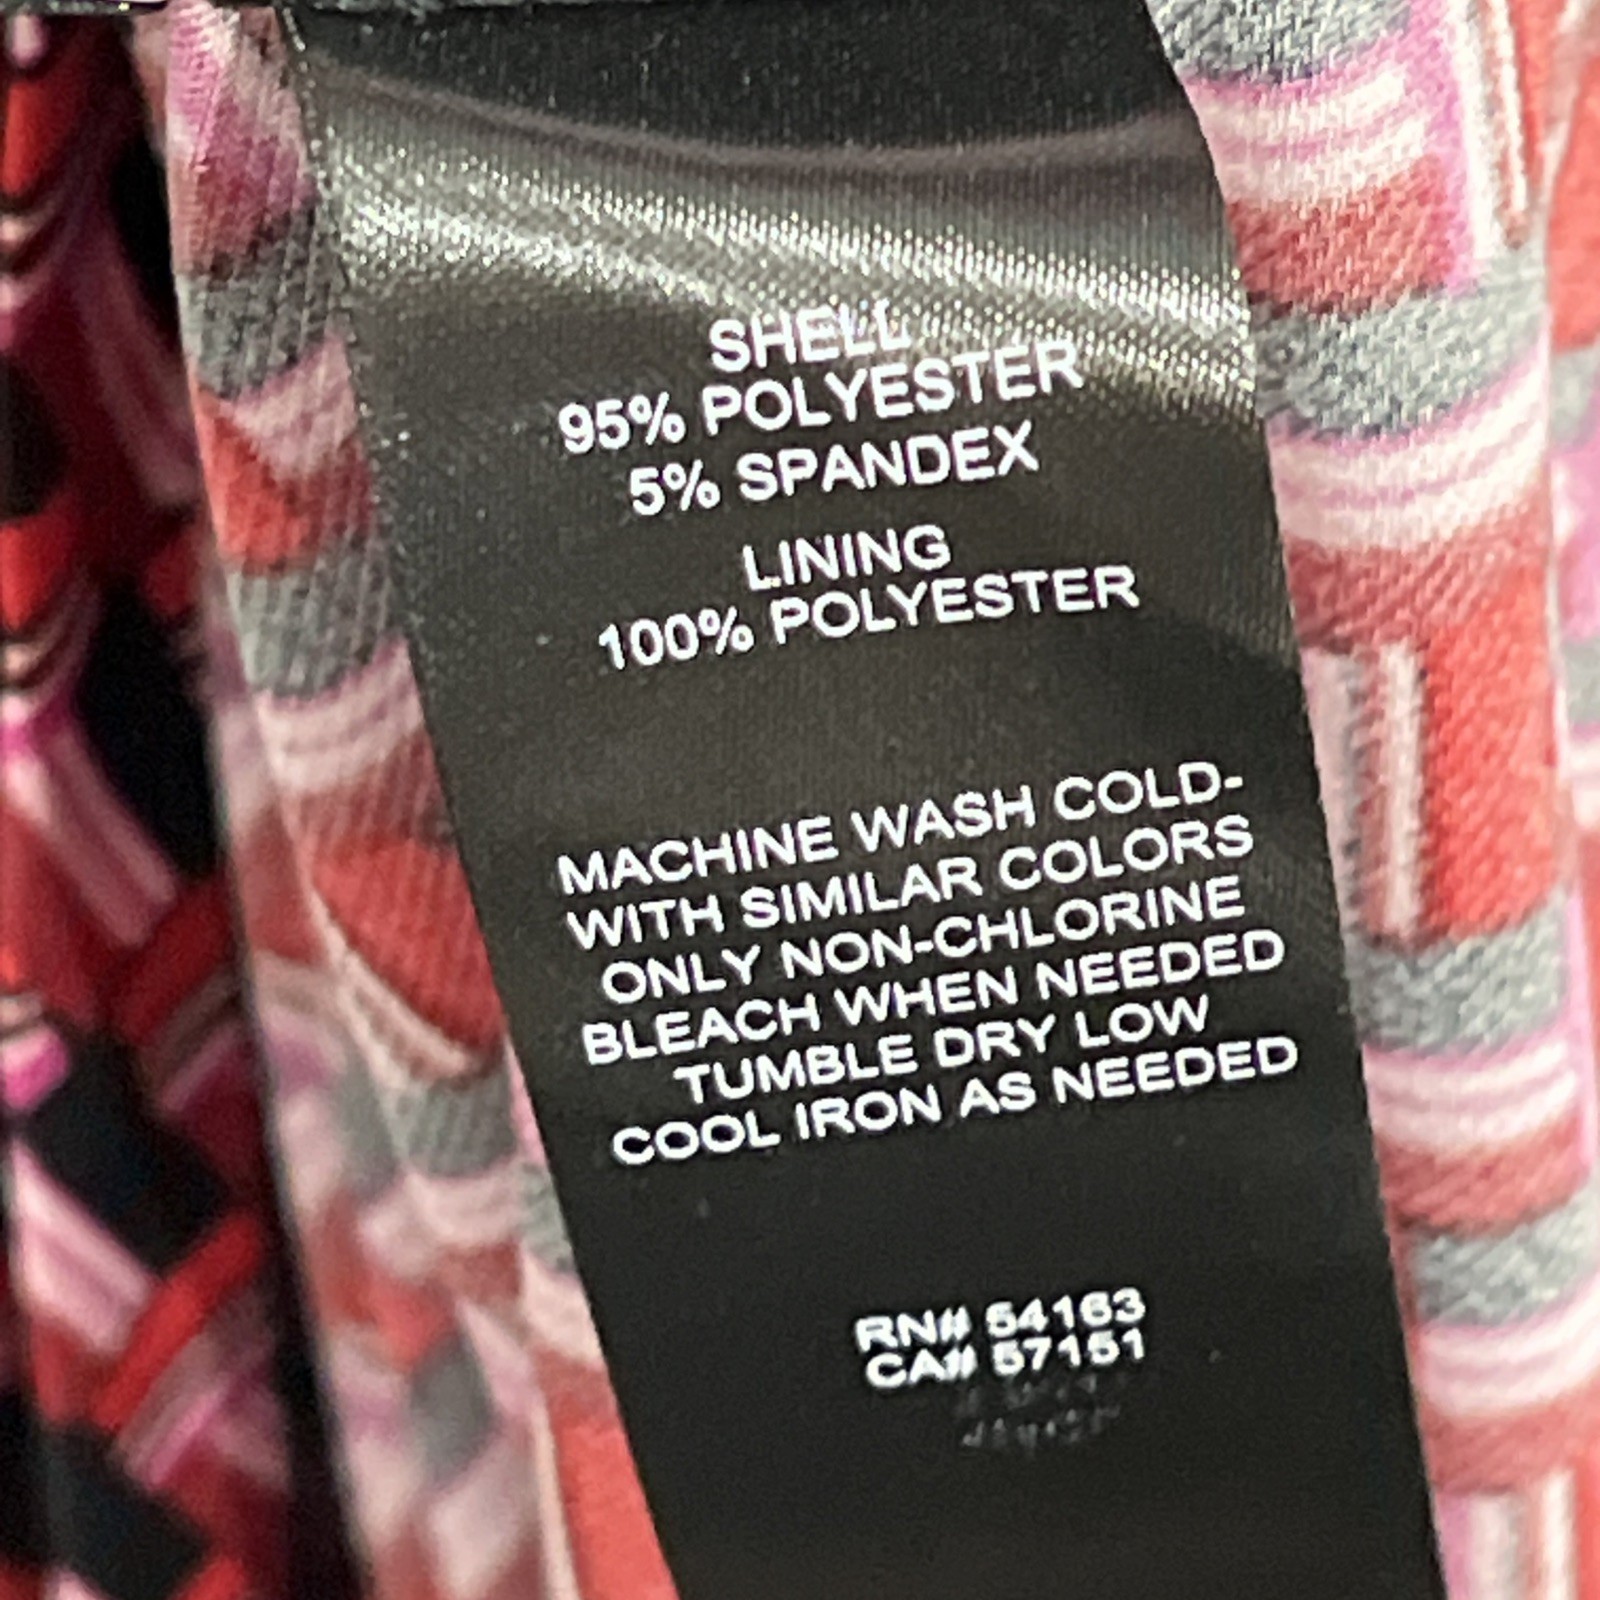 SHELL
95% POLYESTER
5% SPANDEX
LINING
100% POLYESTER
MACHINE WASH COLD-
WITH SIMILAR COLORS
ONLY NON-CHLORINE
BLEACH WHEN NEEDED
TUMBLE DRY LOW
COOL IRON AS NEEDED
RN# 54163
CA# 57151